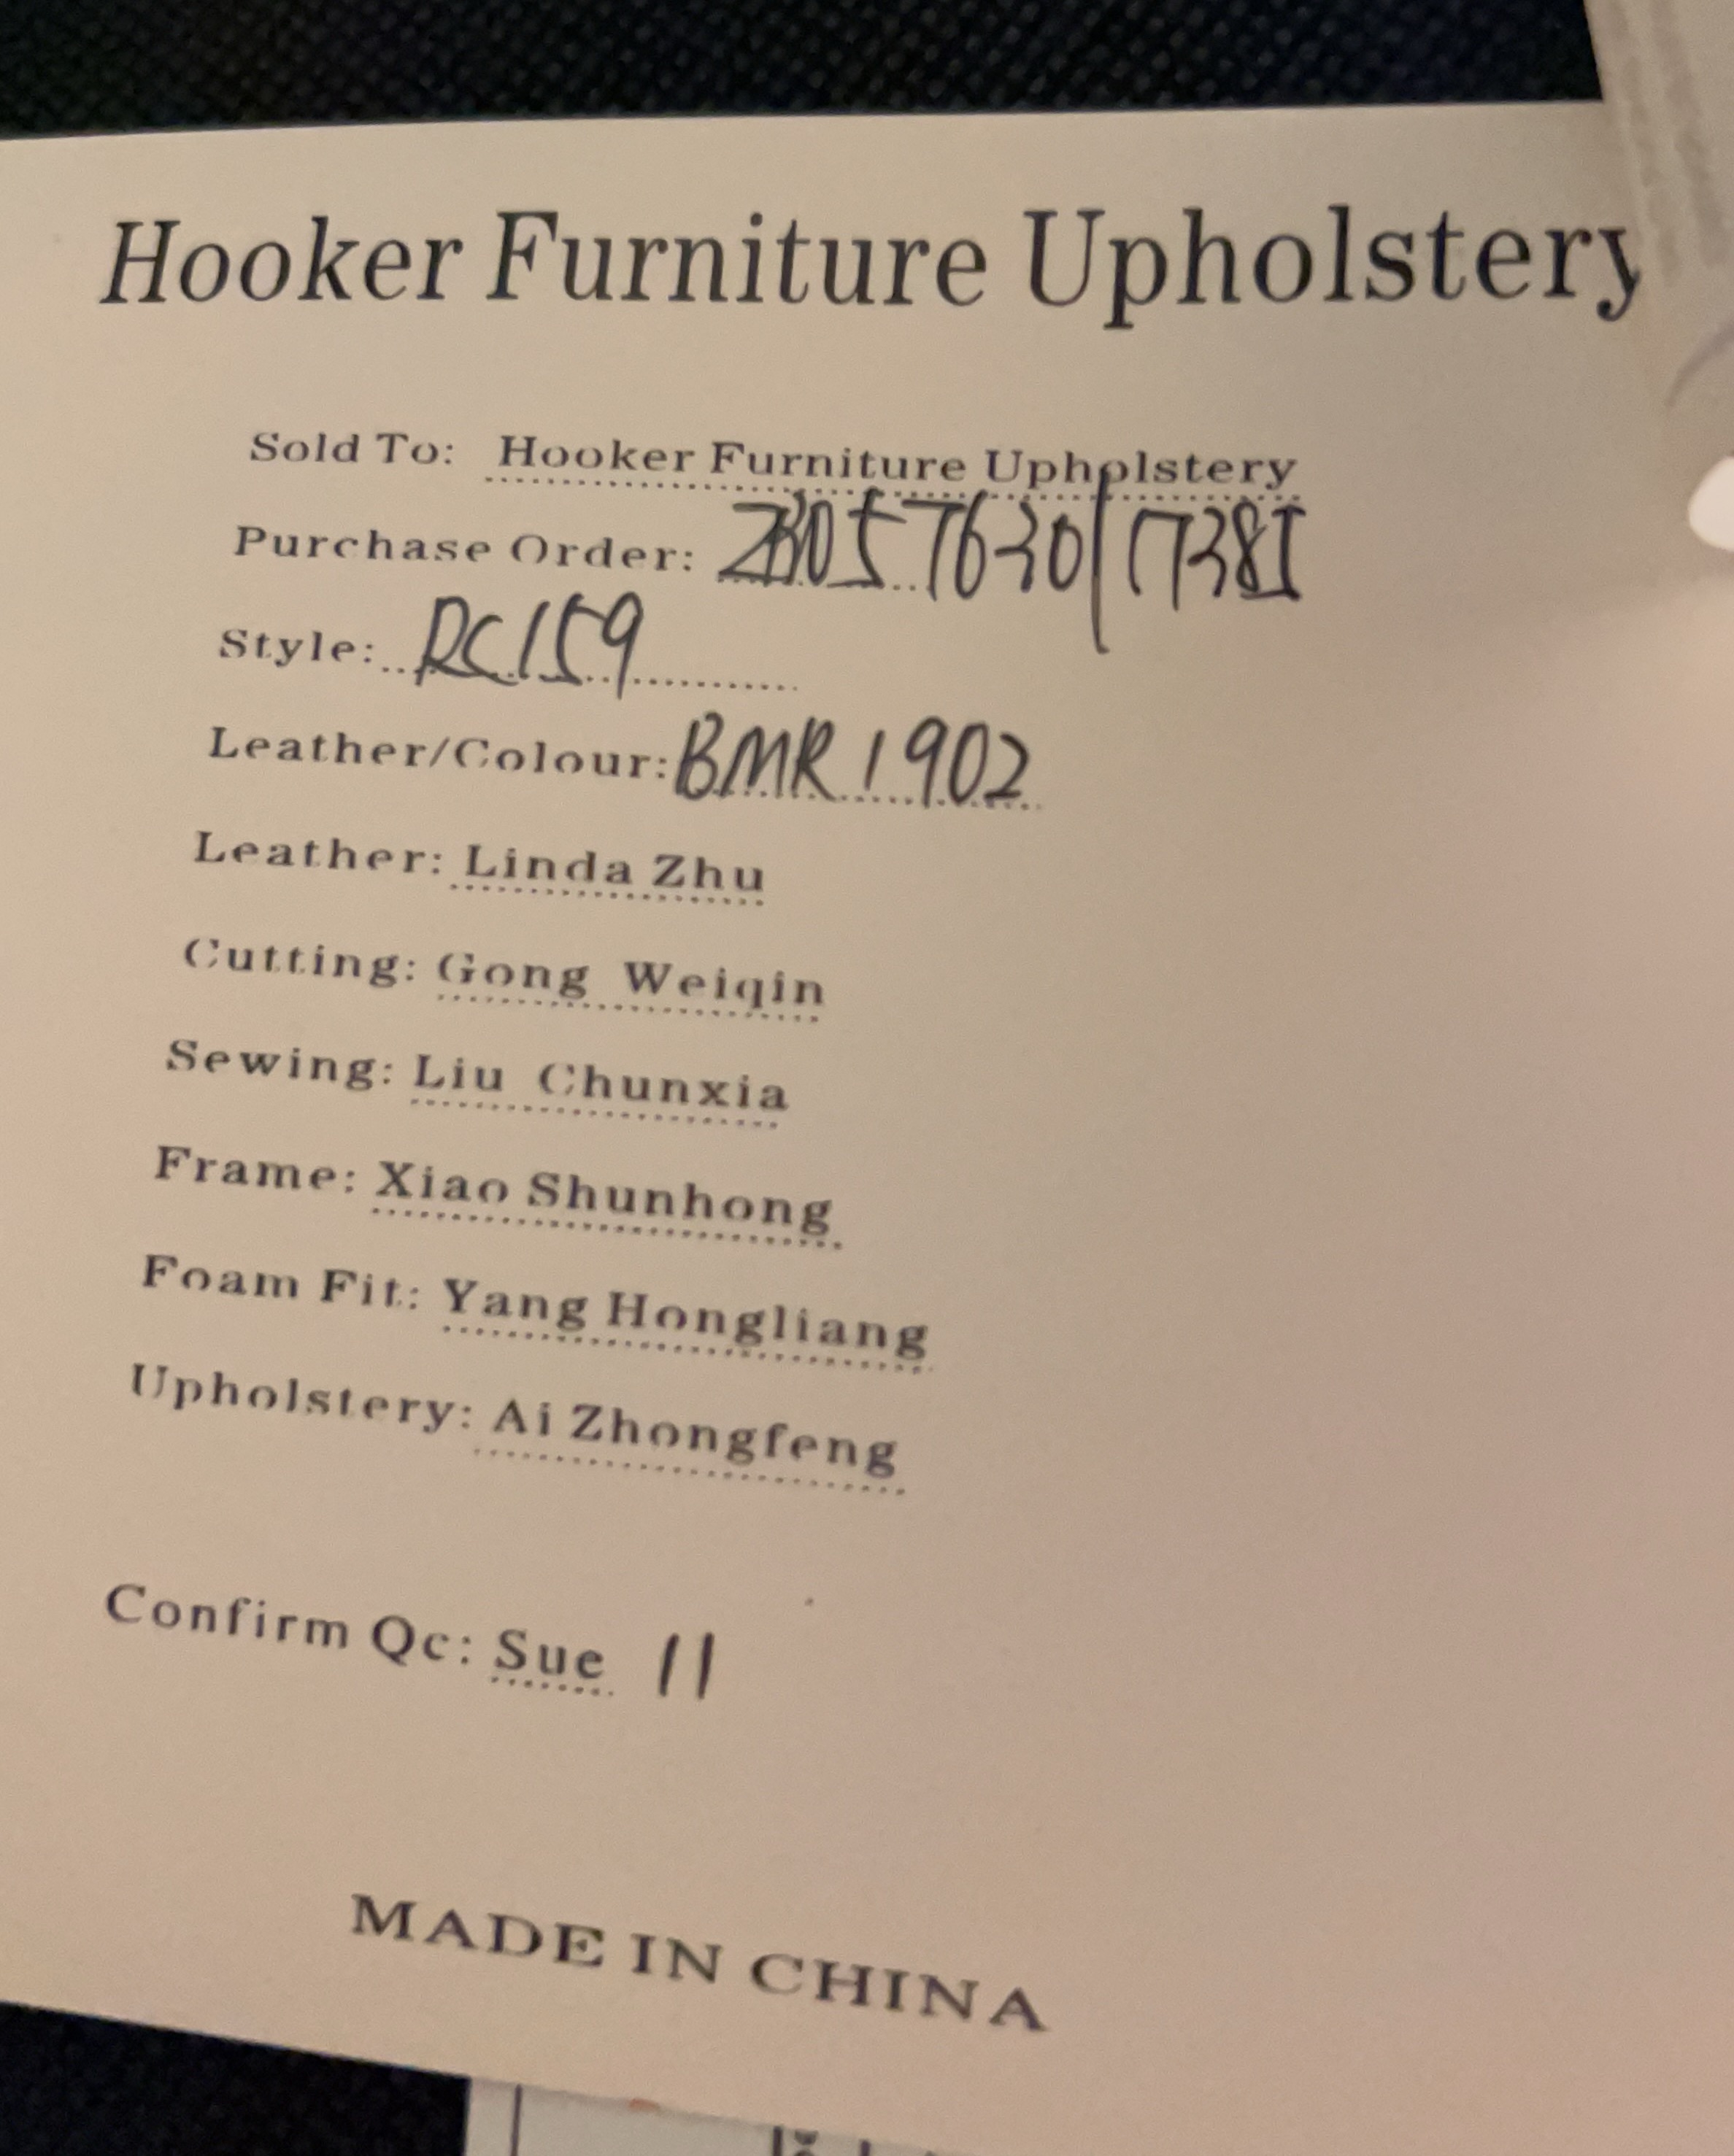 Hooker Furniture Upholstery
Sold To: Hooker Furniture Upholstery
Purchase Order:
Style: RC159
Leather/Colour: BMR1902
Leather: Linda Zhu
Cutting: Gong Weiqin
Sewing: Liu Chunxia
Frame: Xiao Shunhong
Foam Fit: Yang Hongliang
Upholstery: Ai Zhongfeng
Confirm Qc: Sue 11
MADE IN CHINA